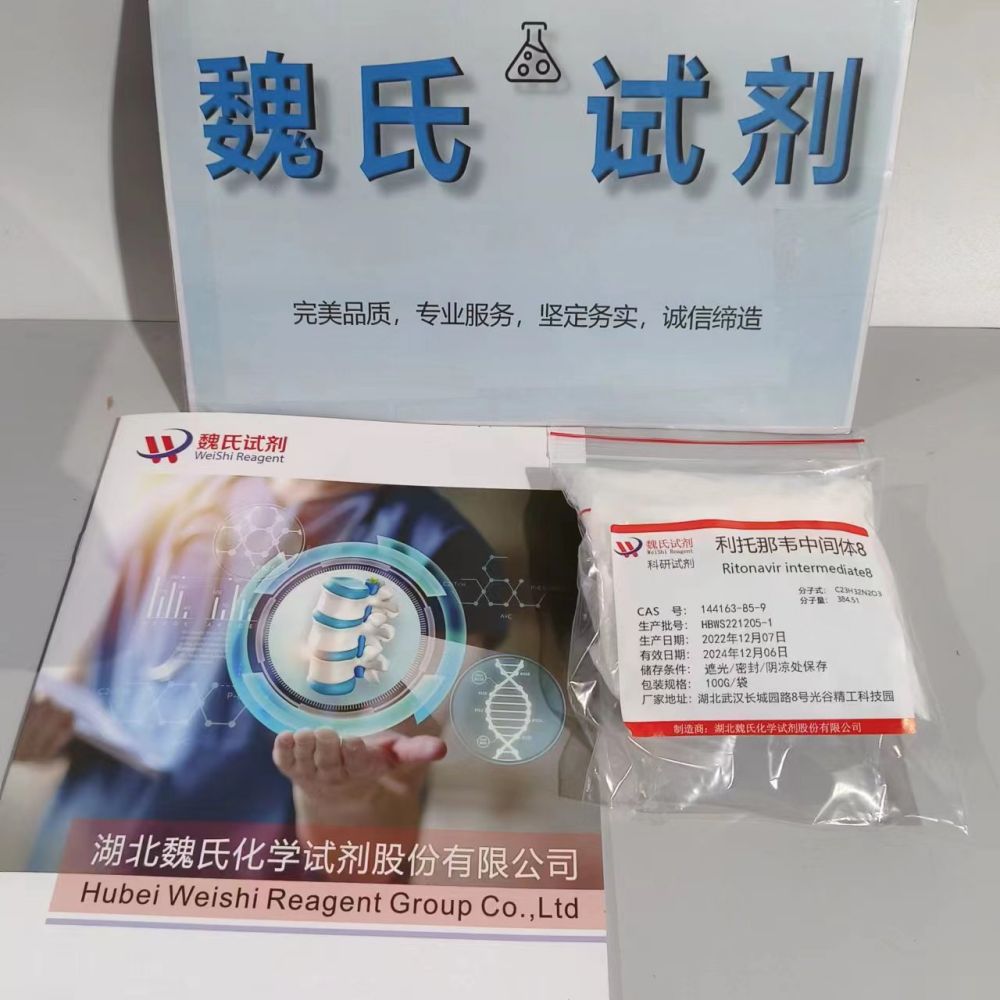 魏氏 试剂
完美品质，专业服务，坚定务实，诚信缔造
魏氏试剂
WeiShi Reagent
湖北魏氏化学试剂股份有限公司
Hubei Weishi Reagent Group Co.,Ltd
魏氏试剂
WeiShi Reagent
科研试剂
利托那韦中间体8
Ritonavir intermediate8
分子式: C23H32N2O3
分子量: 384.51
CAS 号: 144163-85-9
生产批号: HBWS221205-1
生产日期: 2022年12月07日
有效日期: 2024年12月06日
储存条件: 遮光/密封/阴凉处保存
包装规格: 100G/袋
厂家地址: 湖北武汉长城园路8号光谷精工科技园
制造商: 湖北魏氏化学试剂股份有限公司